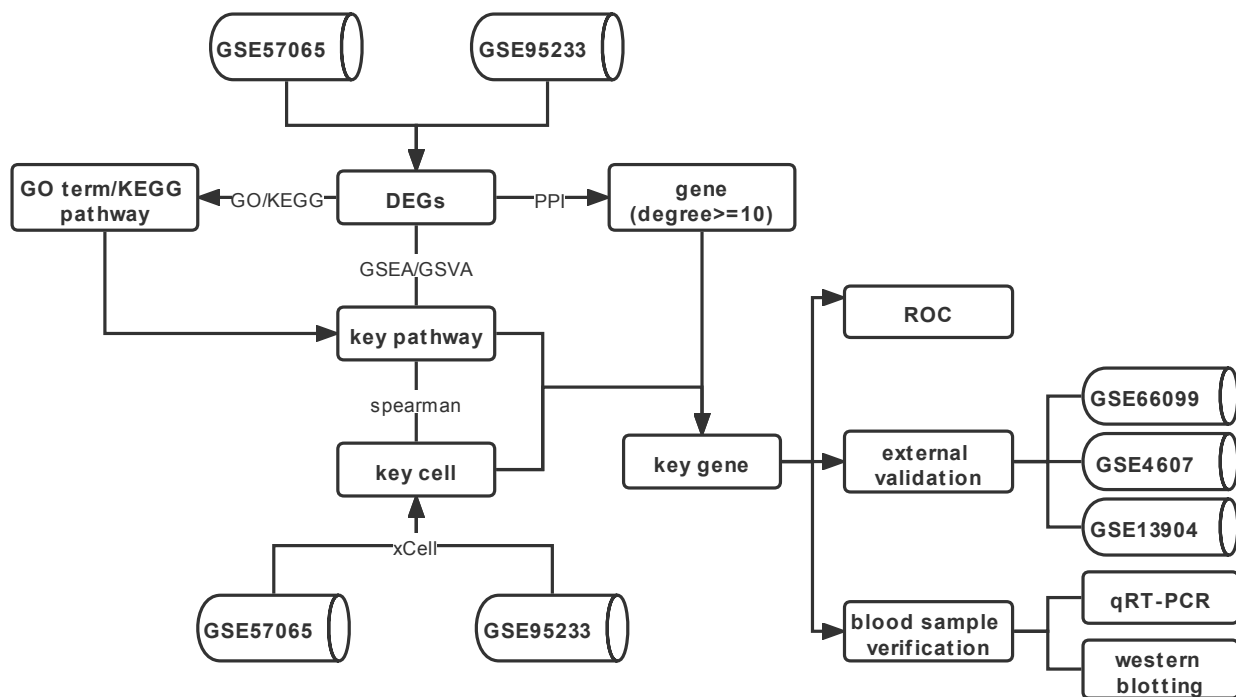 GSE57065
GSE95233
GO term/KEGG
pathway
GO/KEGG
DEGs
PPI
gene
(degree>=10)
GSEA/GSVA
key pathway
spearman
key cell
xCell
GSE57065
GSE95233
key gene
ROC
external
validation
GSE66099
GSE4607
GSE13904
blood sample
verification
qRT-PCR
western
blotting